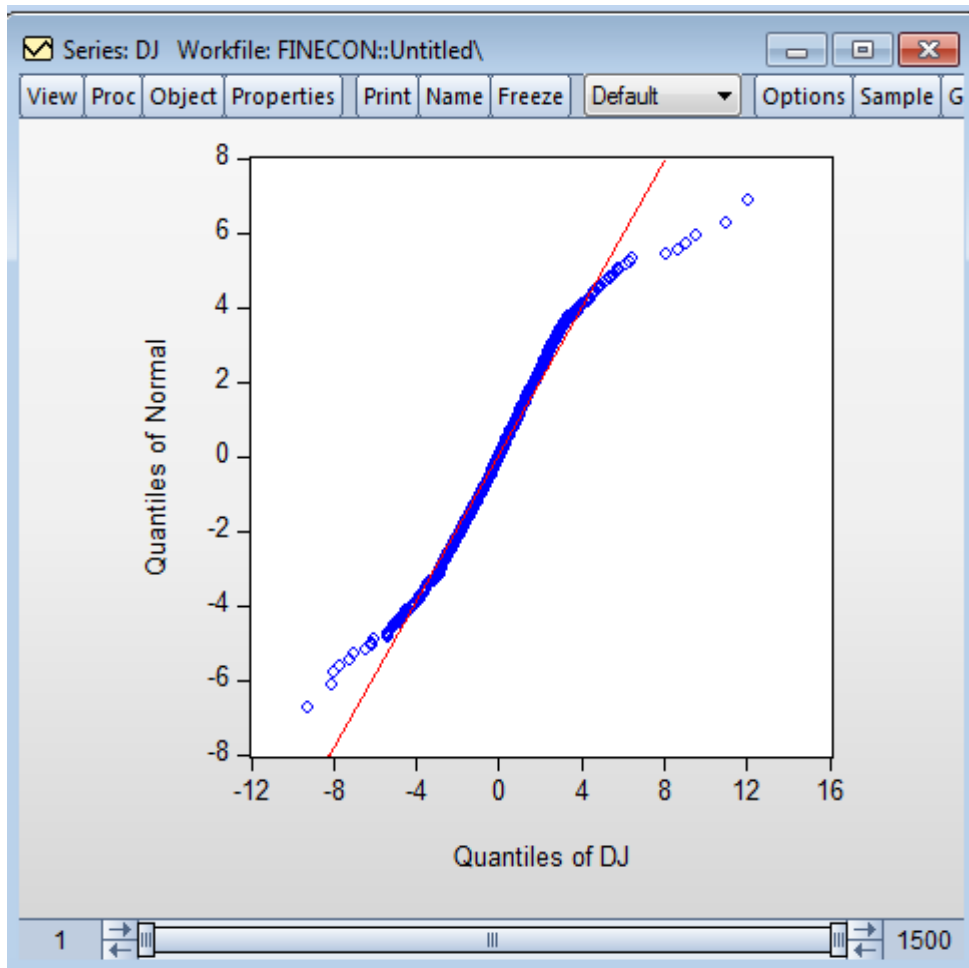 Series: DJ Workfile: FINECON::Untitled\
View Proc Object Properties Print Name Freeze Default Options Sample G
8
6
4
2
0
-2
-4
-6
-8
Quantiles of Normal
-12 -8 -4 0 4 8 12 16
Quantiles of DJ
1 1500